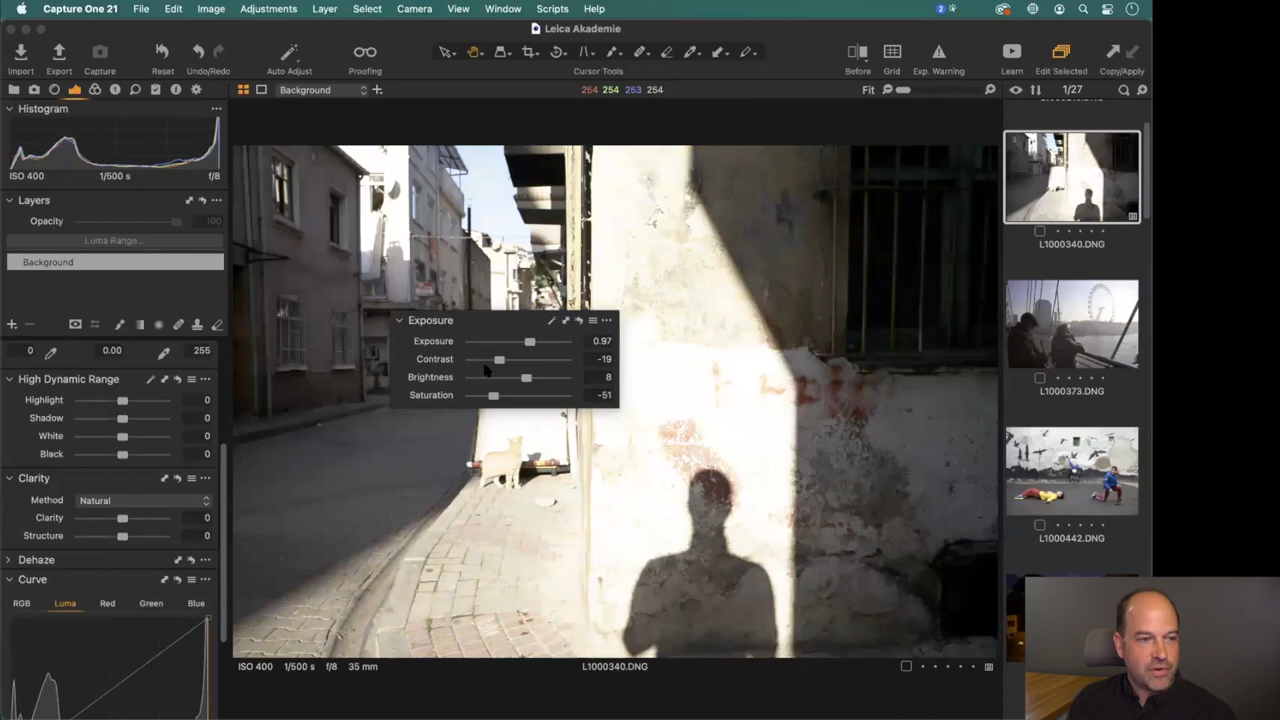 Capture One 21 File Edit Image Adjustments Layer Select Camera View Window Scripts Help 2
Leica Akademie
Import Export Capture Reset Undo/Redo Auto Adjust Proofing Cursor Tools Before Grid Exp. Warning Learn Edit Selected Copy/Apply
Background 254 254 253 254 Fit 1/27
Histogram
ISO 400 1/500 s f/8
Layers
Opacity 100
Luma Range...
Background
0 0.00 255
High Dynamic Range
Highlight 0
Shadow 0
White 0
Black 0
Clarity
Method Natural
Clarity 0
Structure 0
Dehaze
Curve
RGB Luma Red Green Blue
Exposure
Exposure 0.97
Contrast -19
Brightness 8
Saturation -51
ISO 400 1/500 s f/8 35 mm L1000340.DNG
L1000340.DNG
L1000373.DNG
L1000442.DNG